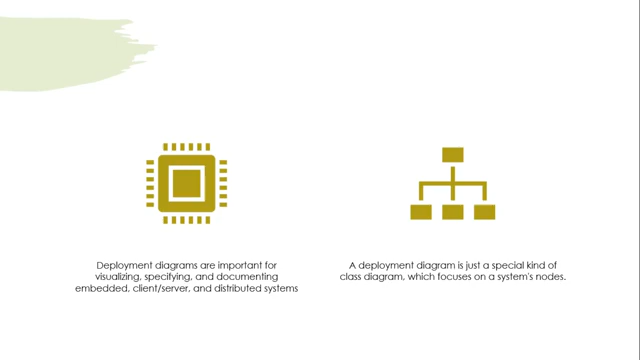 Deployment diagrams are important for
visualizing, specifying, and documenting
embedded, client/server, and distributed systems
A deployment diagram is just a special kind of
class diagram, which focuses on a system's nodes.